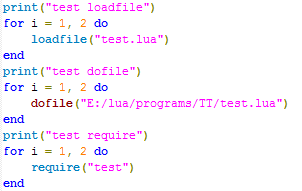 print("test loadfile")
for i = 1, 2 do
    loadfile("test.lua")
end
print("test dofile")
for i = 1, 2 do
    dofile("E:/lua/programs/TT/test.lua")
end
print("test require")
for i = 1, 2 do
    require("test")
end